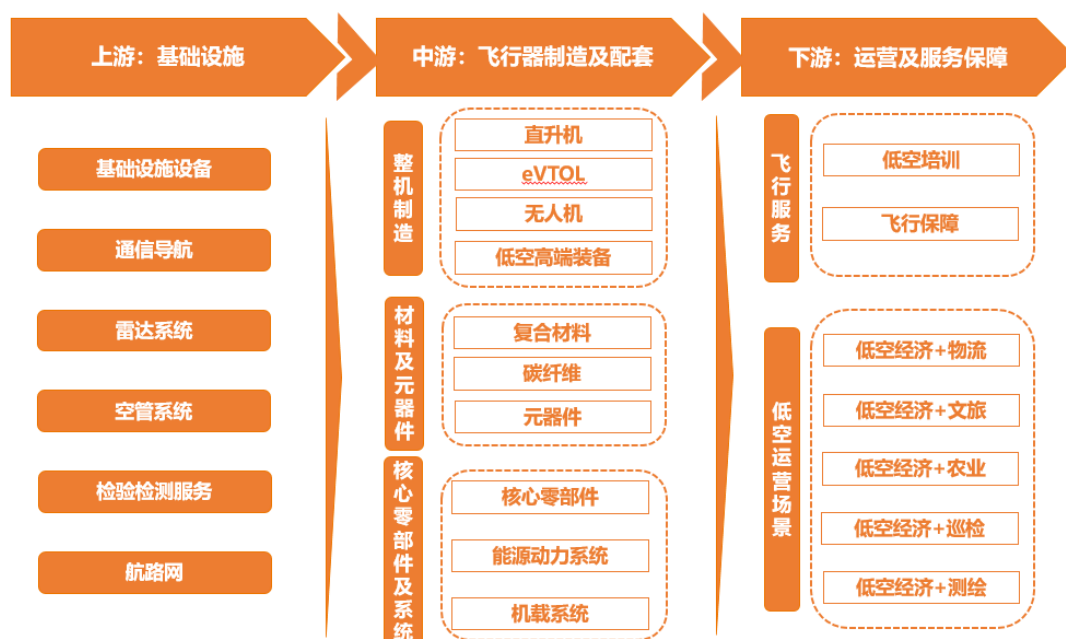 上游：基础设施
中游：飞行器制造及配套
下游：运营及服务保障
基础设施设备
通信导航
雷达系统
空管系统
检验检测服务
航路网
整机制造
直升机
eVTOL
无人机
低空高端装备
材料及元器件
复合材料
碳纤维
元器件
核心零部件及系统
核心零部件
能源动力系统
机载系统
飞行服务
低空培训
飞行保障
低空运营场景
低空经济+物流
低空经济+文旅
低空经济+农业
低空经济+巡检
低空经济+测绘